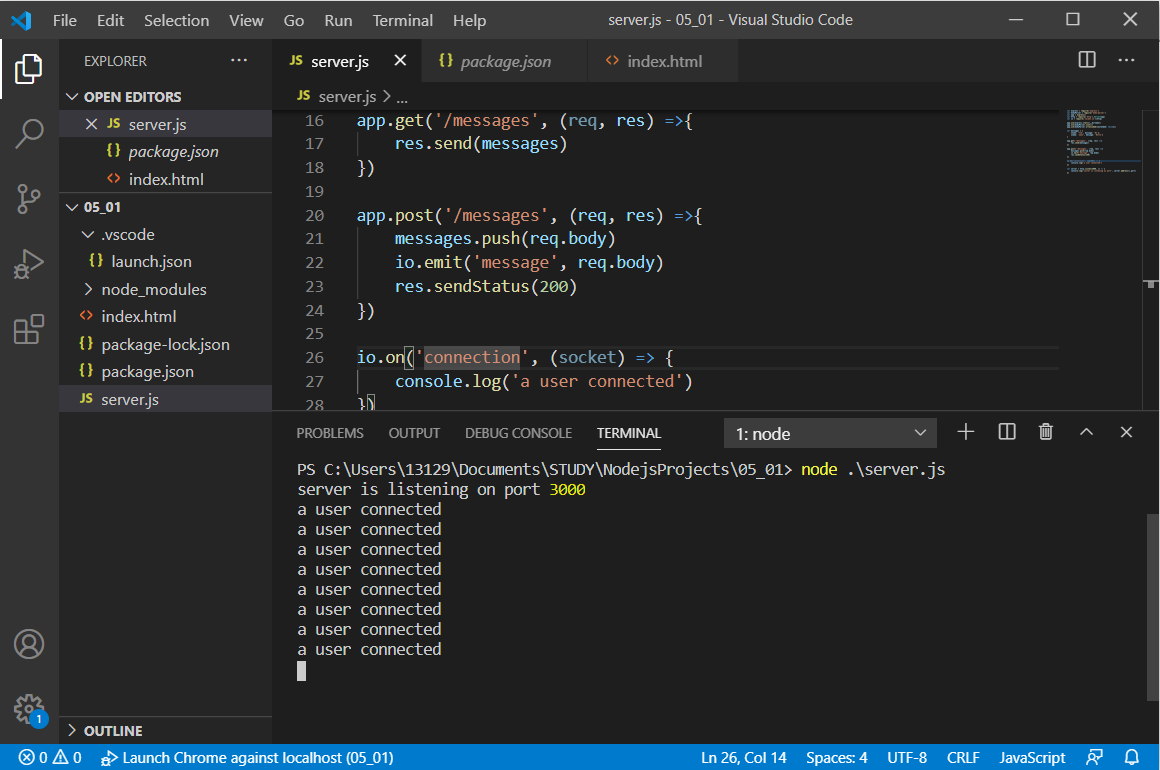 File Edit Selection View Go Run Terminal Help server.js - 05_01 - Visual Studio Code
EXPLORER ...
OPEN EDITORS
JS server.js
{} package.json
<> index.html
05_01
.vscode
{} launch.json
node_modules
<> index.html
{} package-lock.json
{} package.json
JS server.js
OUTLINE
1
JS server.js {} package.json <> index.html ...
JS server.js > ...
16 app.get('/messages', (req, res) =>{
17 res.send(messages)
18 })
19
20 app.post('/messages', (req, res) =>{
21 messages.push(req.body)
22 io.emit('message', req.body)
23 res.sendStatus(200)
24 })
25
26 io.on('connection', (socket) => {
27 console.log('a user connected')
28 })
PROBLEMS OUTPUT DEBUG CONSOLE TERMINAL 1: node
PS C:\Users\13129\Documents\STUDY\NodejsProjects\05_01> node .\server.js
server is listening on port 3000
a user connected
a user connected
a user connected
a user connected
a user connected
a user connected
a user connected
a user connected
0 0 Launch Chrome against localhost (05_01) Ln 26, Col 14 Spaces: 4 UTF-8 CRLF JavaScript